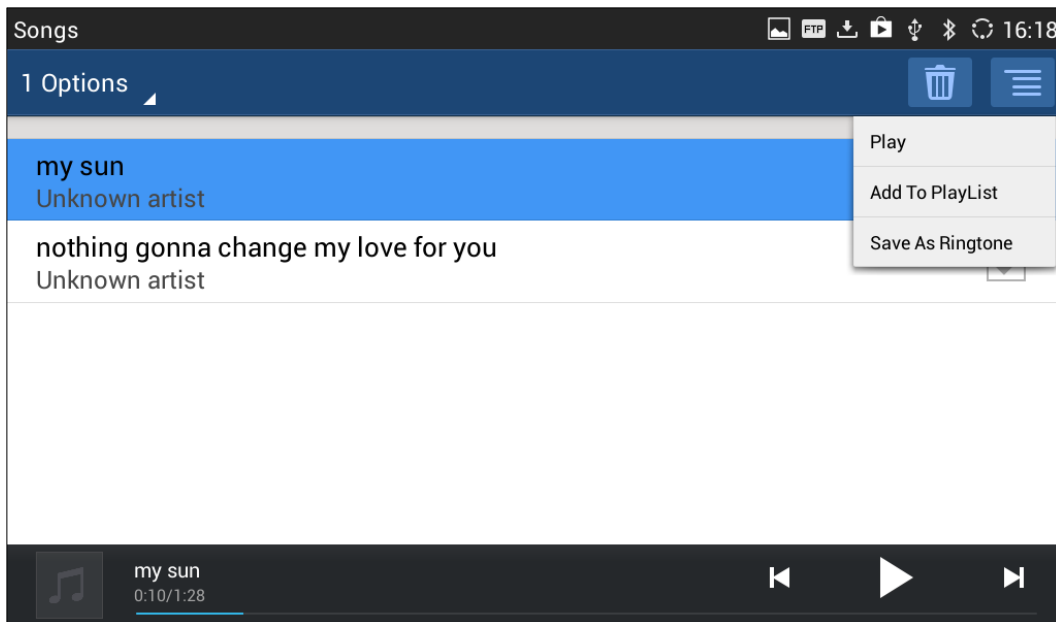 Songs
FTP
16:18
1 Options
Play
my sun
Unknown artist
Add To PlayList
nothing gonna change my love for you
Save As Ringtone
Unknown artist
my sun
0:10/1:28